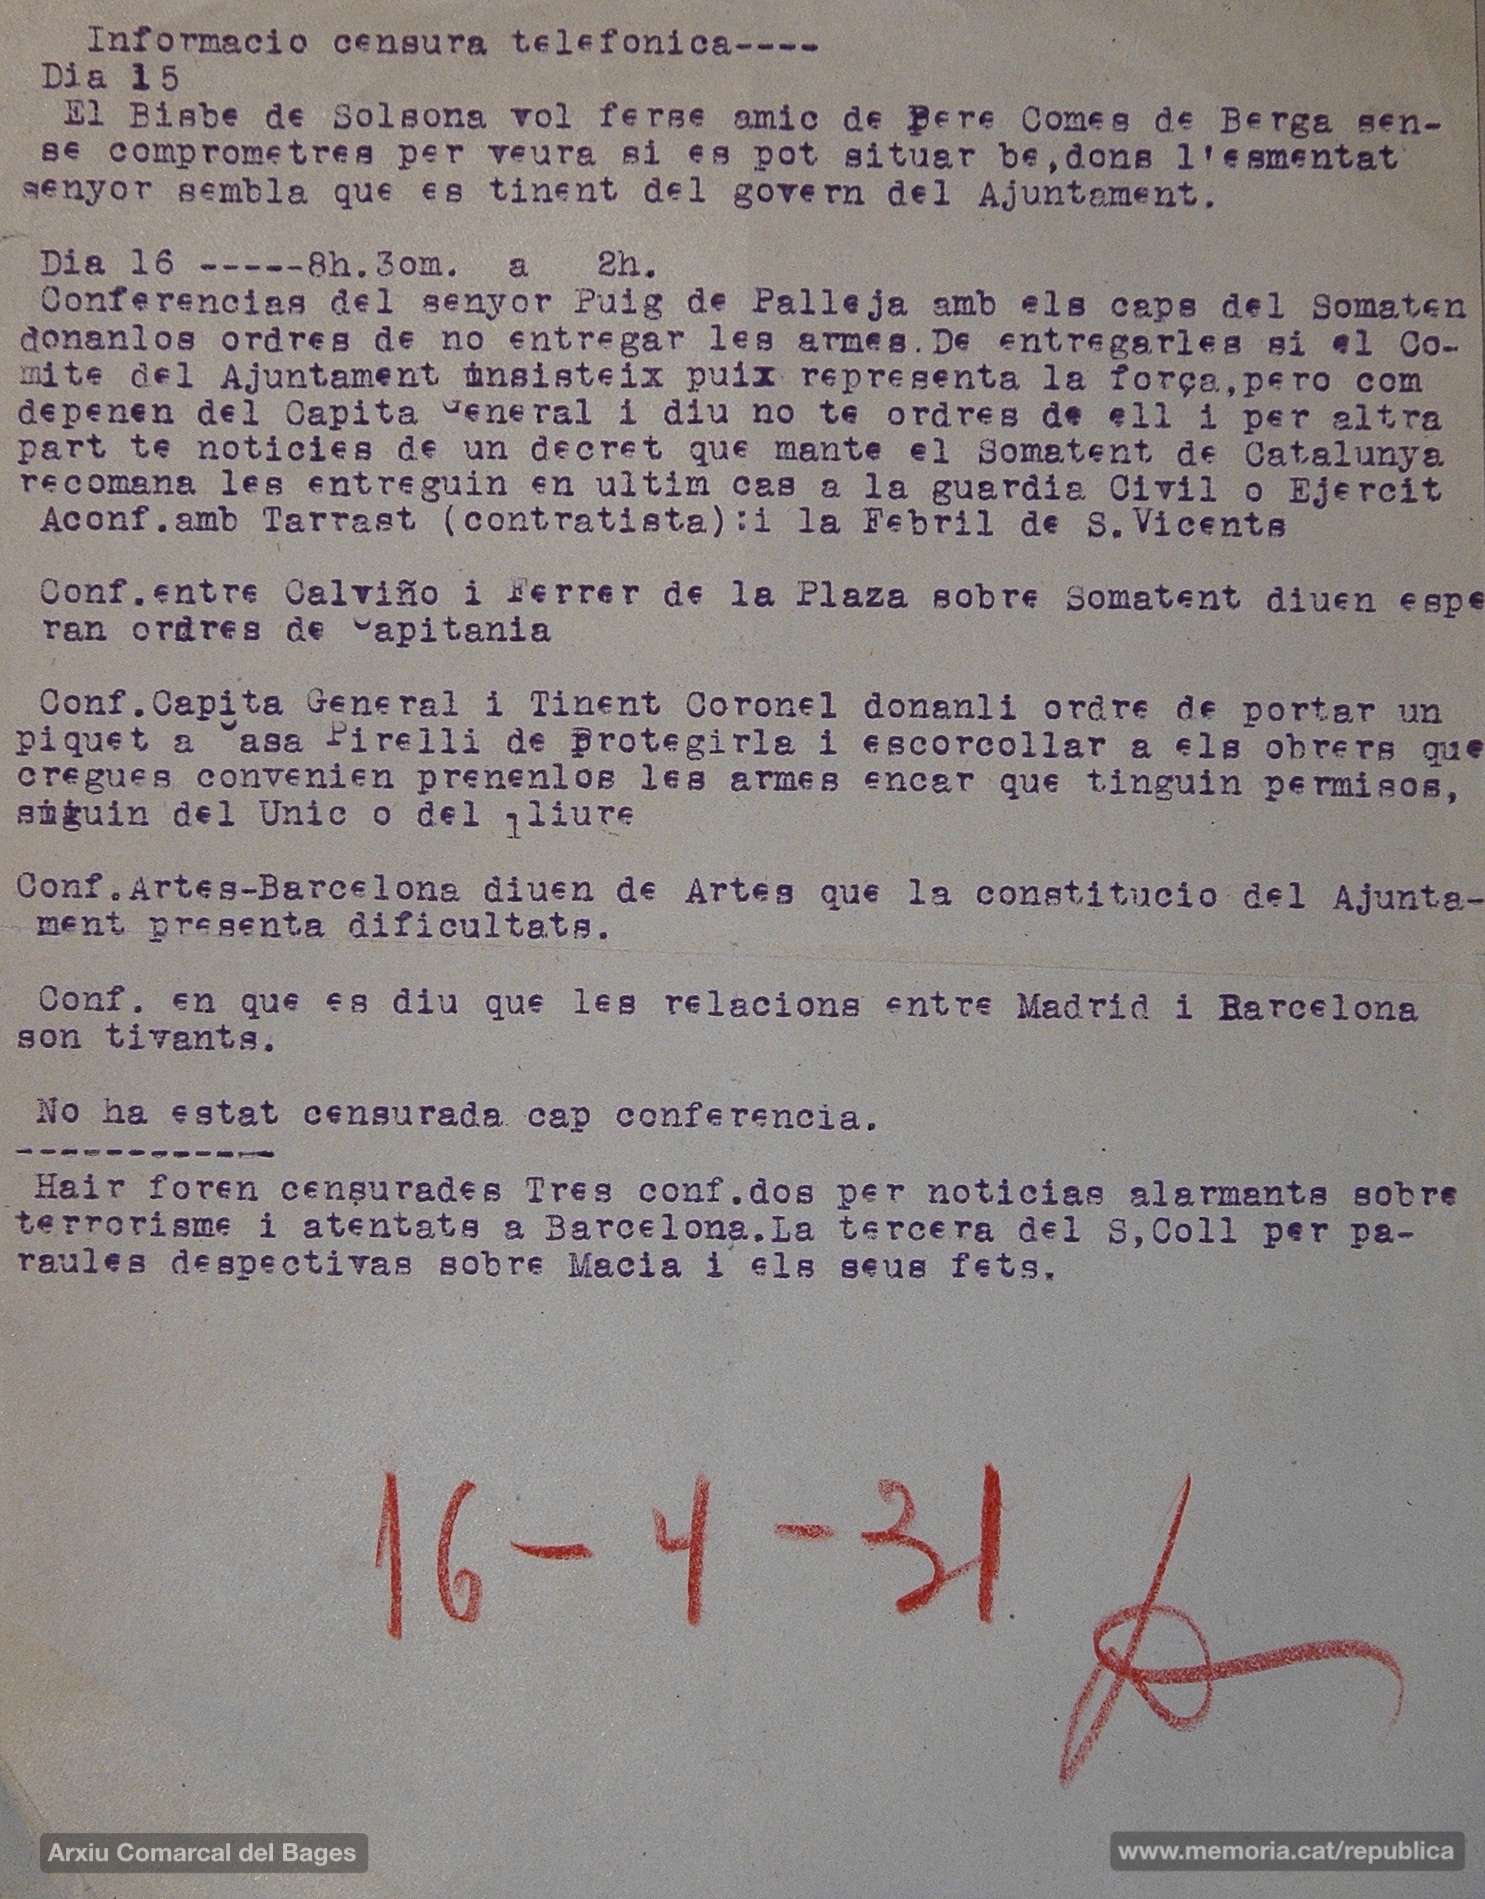 Informacio censura telefonica----
Dia 15
El Bisbe de Solsona vol ferse amic de Pere Comes de Berga sen-
se comprometres per veura si es pot situar be,dons l'esmentat
senyor sembla que es tinent del govern del Ajuntament.
Dia 16 -----8h.3om. a 2h.
Conferencias del senyor Puig de Palleja amb els caps del Somaten
donanlos ordres de no entregar les armes.De entregarles si el Co-
mite del Ajuntament insisteix puix representa la força,pero com
depenen del Capita General i diu no te ordres de ell i per altra
part te noticies de un decret que mante el Somatent de Catalunya
recomana les entreguin en ultim cas a la guardia Civil o Ejercit
Aconf.amb Tarrast (contratista):i la Febril de S.Vicents
Conf.entre Calviño i Ferrer de la Plaza sobre Somatent diuen espe
ran ordres de Capitania
Conf.Capita General i Tinent Coronel donanli ordre de portar un
piquet a Casa Pirelli de protegirla i escorcollar a els obrers que
cregues convenien prenenlos les armes encar que tinguin permisos,
siguin del Unic o del lliure
Conf.Artes-Barcelona diuen de Artes que la constitucio del Ajunta-
ment presenta dificultats.
Conf. en que es diu que les relacions entre Madrid i Barcelona
son tivants.
No ha estat censurada cap conferencia.
------------
Hair foren censurades Tres conf.dos per noticias alarmants sobre
terrorisme i atentats a Barcelona.La tercera del S,Coll per pa-
raules despectivas sobre Macia i els seus fets.
16-4-31
Arxiu Comarcal del Bages
www.memoria.cat/republica